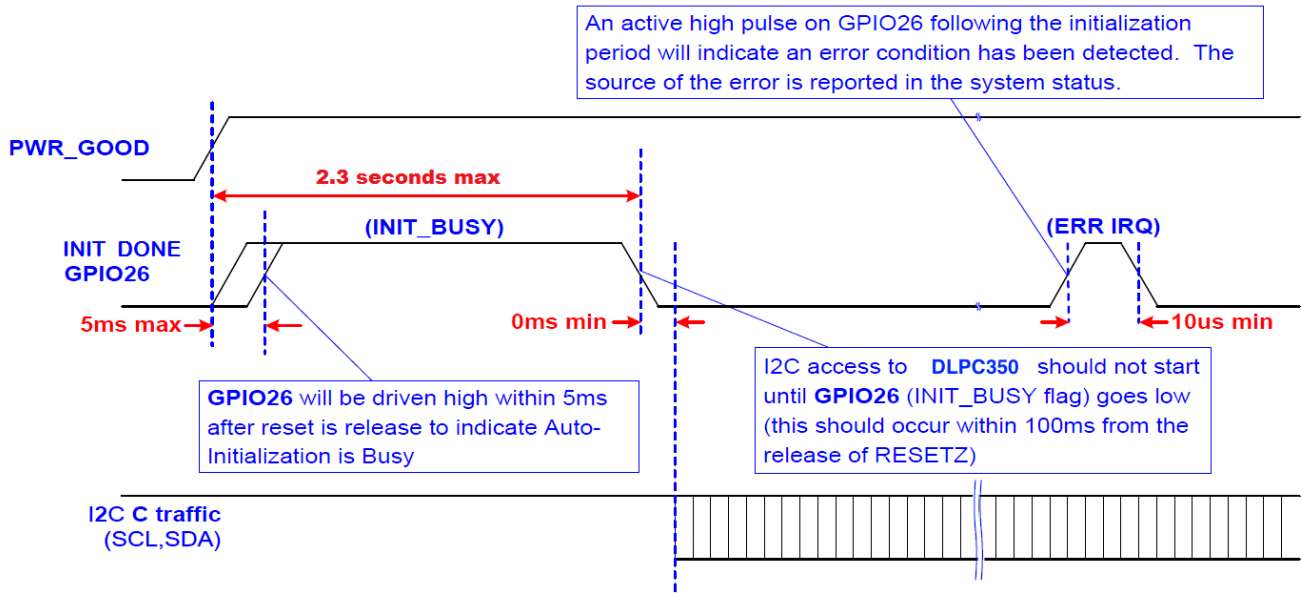 An active high pulse on GPIO26 following the initialization
period will indicate an error condition has been detected. The
source of the error is reported in the system status.
PWR_GOOD
2.3 seconds max
(INIT_BUSY)
(ERR IRQ)
INIT DONE
GPIO26
5ms max
0ms min
10us min
GPIO26 will be driven high within 5ms
after reset is release to indicate Auto-
Initialization is Busy
I2C access to DLPC350 should not start
until GPIO26 (INIT_BUSY flag) goes low
(this should occur within 100ms from the
release of RESETZ)
I2C C traffic
(SCL,SDA)